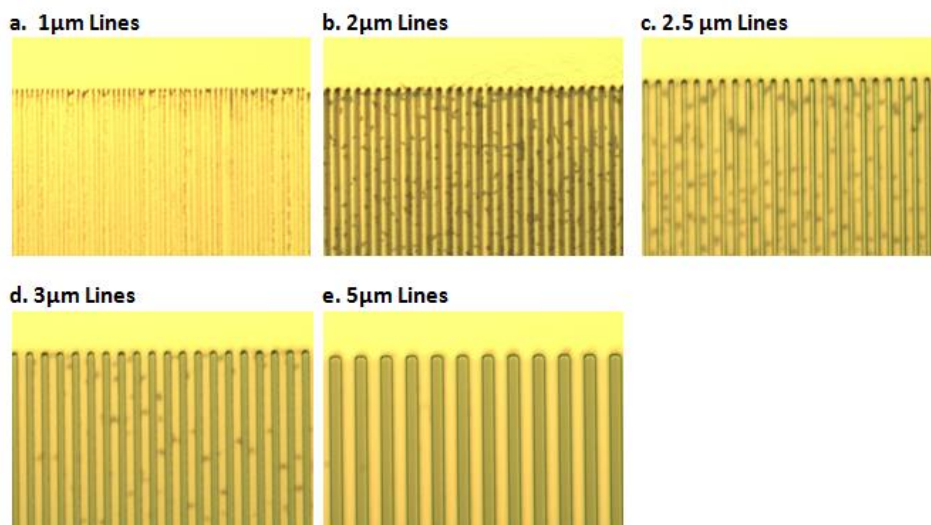 a. 1µm Lines
b. 2µm Lines
c. 2.5 µm Lines
d. 3µm Lines
e. 5µm Lines